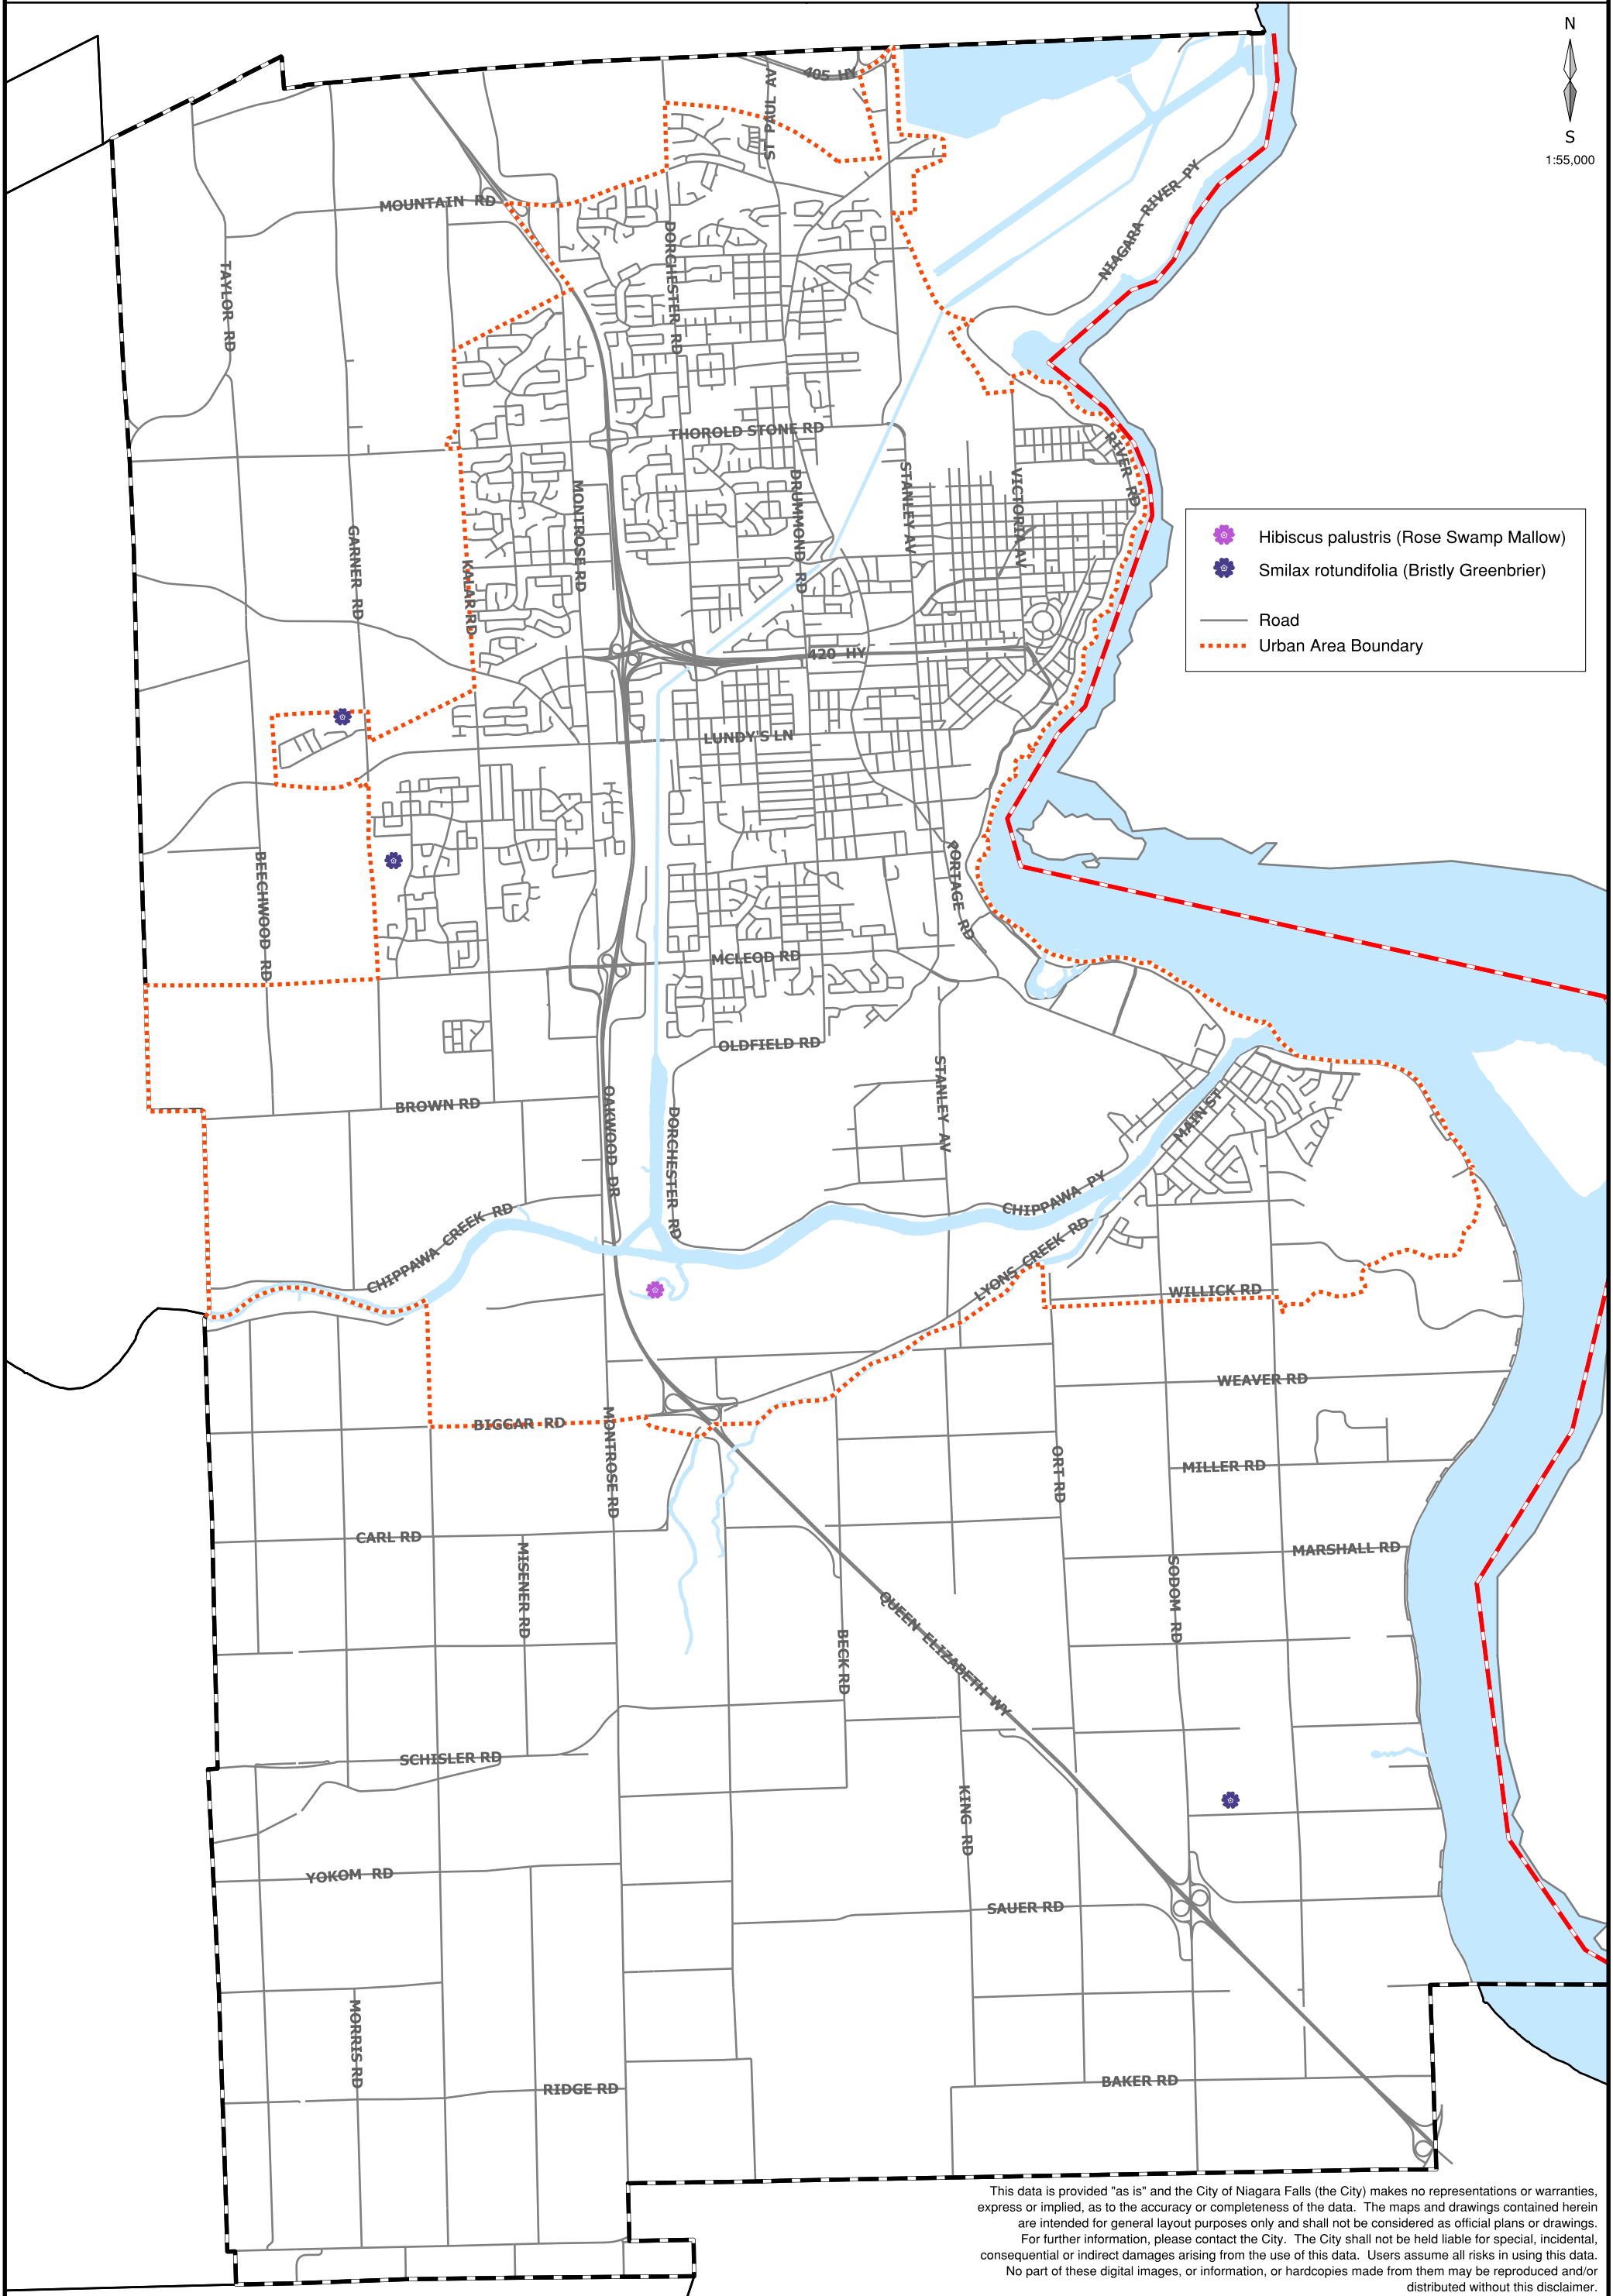 N
S
1:55,000
405 HY
ST PAUL AV
MOUNTAIN RD
NIAGARA RIVER PY
DORCHESTER RD
TAYLOR RD
THOROLD STONE RD
RIVER RD
STANLEY AV
VICTORIA AV
DRUMMOND RD
MONTROSE RD
GARNER RD
KALAR RD
Hibiscus palustris (Rose Swamp Mallow)
Smilax rotundifolia (Bristly Greenbrier)
Road
Urban Area Boundary
420 HY
LUNDY'S LN
BEECHWOOD RD
PORTAGE RD
MCLEOD RD
OLDFIELD RD
STANLEY AV
BROWN RD
OAKWOOD DR
DORCHESTER RD
MAIN ST
CHIPPAWA PY
CHIPPAWA CREEK RD
LYONS CREEK RD
WILLICK RD
WEAVER RD
BIGGAR RD
MONTROSE RD
ORT RD
MILLER RD
CARL RD
MISENER RD
MARSHALL RD
SODOM RD
QUEEN ELIZABETH WY
BECK RD
SCHISLER RD
KING RD
YOKOM RD
SAUER RD
MORRIS RD
RIDGE RD
BAKER RD
This data is provided "as is" and the City of Niagara Falls (the City) makes no representations or warranties,
express or implied, as to the accuracy or completeness of the data. The maps and drawings contained herein
are intended for general layout purposes only and shall not be considered as official plans or drawings.
For further information, please contact the City. The City shall not be held liable for special, incidental,
consequential or indirect damages arising from the use of this data. Users assume all risks in using this data.
No part of these digital images, or information, or hardcopies made from them may be reproduced and/or
distributed without this disclaimer.